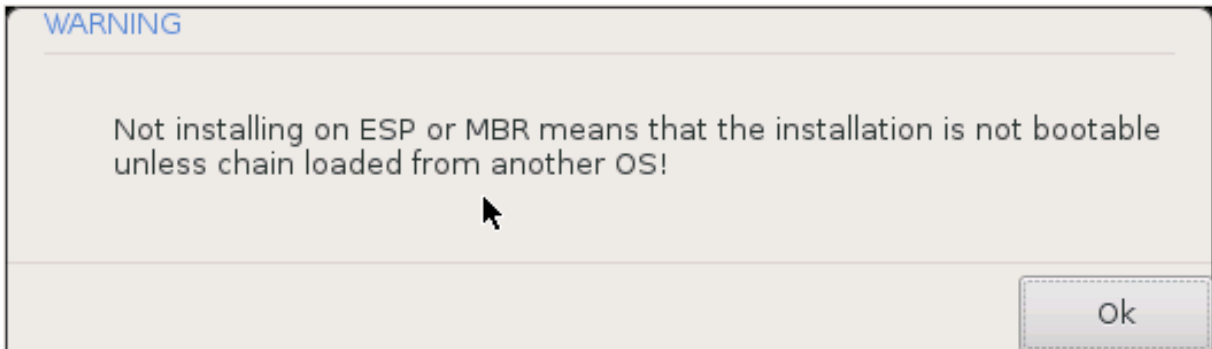 WARNING
Not installing on ESP or MBR means that the installation is not bootable
unless chain loaded from another OS!
Ok